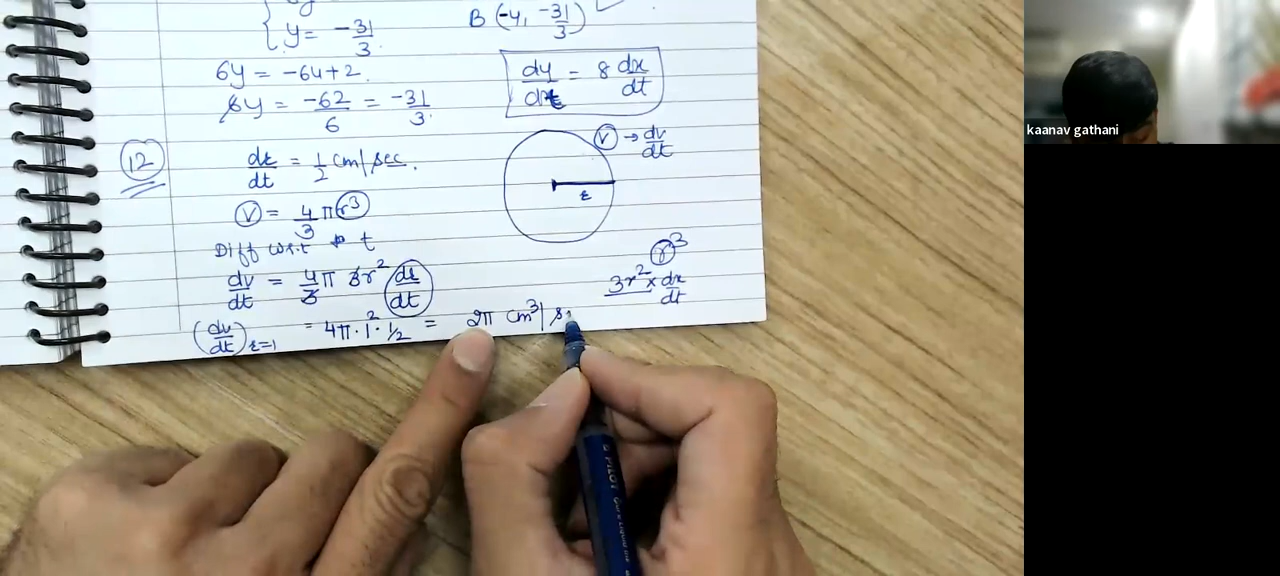 y = -31/3
B (-4, -31/3)
6y = -64+2.
6y = -62/6 = -31/3.
dy/dt = 8 dx/dt
12
dr/dt = 1/2 cm/sec.
V → dv/dt
r
V = 4/3 πr³
Diff w.r.t t
dv/dt = 4/3 π 3r² dr/dt
r³
3r² × dr/dt
(dv/dt) r=1 = 4π · 1² · 1/2 = 2π cm³/s
kaanav gathani
PILOT